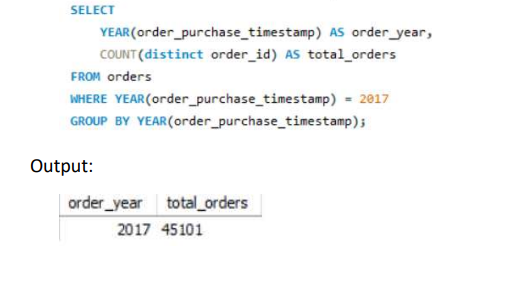 SELECT
YEAR(order_purchase_timestamp) AS order_year,
COUNT(distinct order_id) AS total_orders
FROM orders
WHERE YEAR(order_purchase_timestamp) = 2017
GROUP BY YEAR(order_purchase_timestamp);
Output:
order_year total_orders
2017 45101